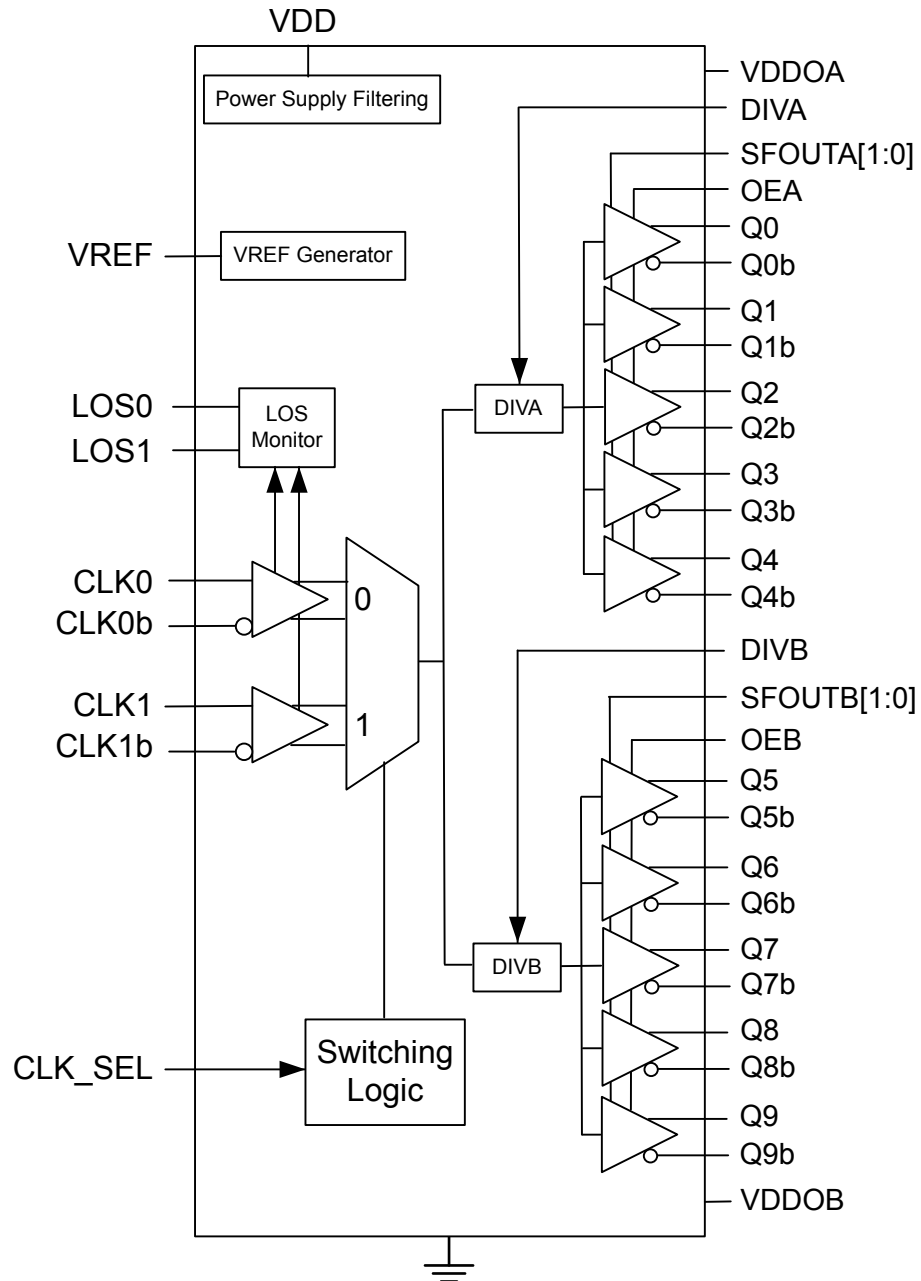 VDD
Power Supply Filtering
VREF
VREF Generator
LOS0
LOS1
LOS
Monitor
CLK0
CLK0b
CLK1
CLK1b
0
1
CLK_SEL
Switching
Logic
DIVA
DIVB
VDDOA
DIVA
SFOUTA[1:0]
OEA
Q0
Q0b
Q1
Q1b
Q2
Q2b
Q3
Q3b
Q4
Q4b
DIVB
SFOUTB[1:0]
OEB
Q5
Q5b
Q6
Q6b
Q7
Q7b
Q8
Q8b
Q9
Q9b
VDDOB